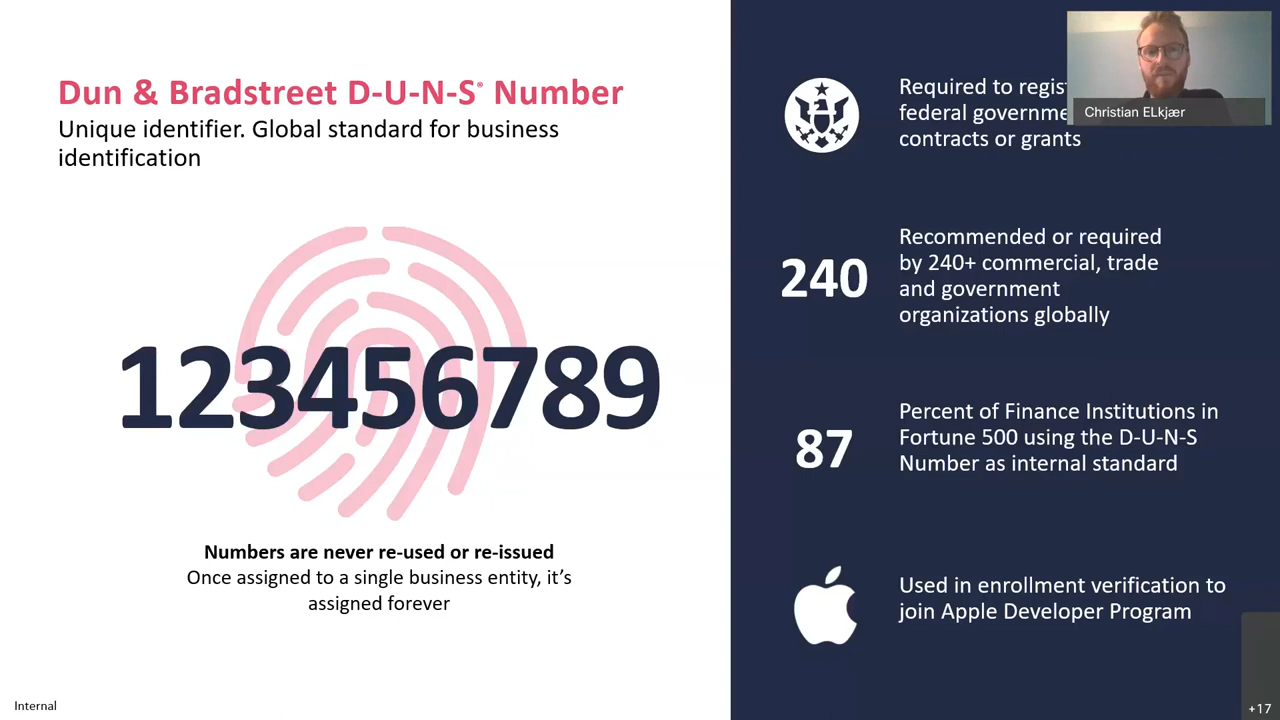 Dun & Bradstreet D-U-N-S® Number
Unique identifier. Global standard for business
identification
123456789
Numbers are never re-used or re-issued
Once assigned to a single business entity, it's
assigned forever
Internal
Required to regis
federal governme
contracts or grants
Christian ELkjær
240
Recommended or required
by 240+ commercial, trade
and government
organizations globally
87
Percent of Finance Institutions in
Fortune 500 using the D-U-N-S
Number as internal standard
Used in enrollment verification to
join Apple Developer Program
+17